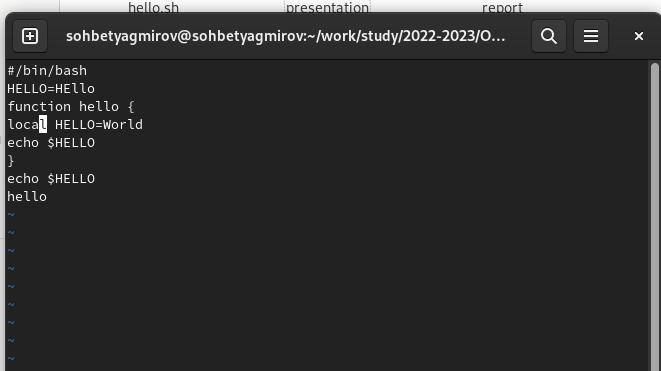 hello.sh presentation report
sohbetyagmirov@sohbetyagmirov:~/work/study/2022-2023/O...
#/bin/bash
HELLO=HEllo
function hello {
local HELLO=World
echo $HELLO
}
echo $HELLO
hello
~
~
~
~
~
~
~
~
~